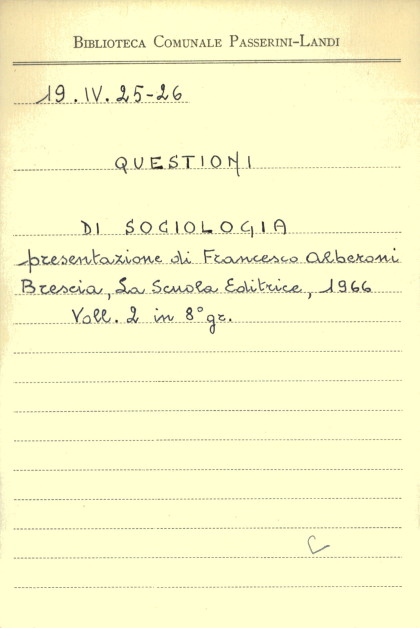 BIBLIOTECA COMUNALE PASSERINI-LANDI
19.IV.25-26
QUESTIONI
DI SOCIOLOGIA
presentazione di Francesco Alberoni
Brescia, La Scuola Editrice, 1966
Voll. 2 in 8° gr.